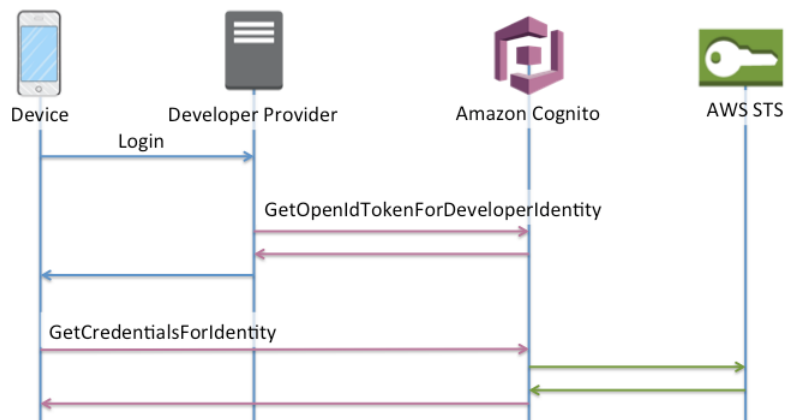 Device
Developer Provider
Amazon Cognito
AWS STS
Login
GetOpenIdTokenForDeveloperIdentity
GetCredentialsForIdentity